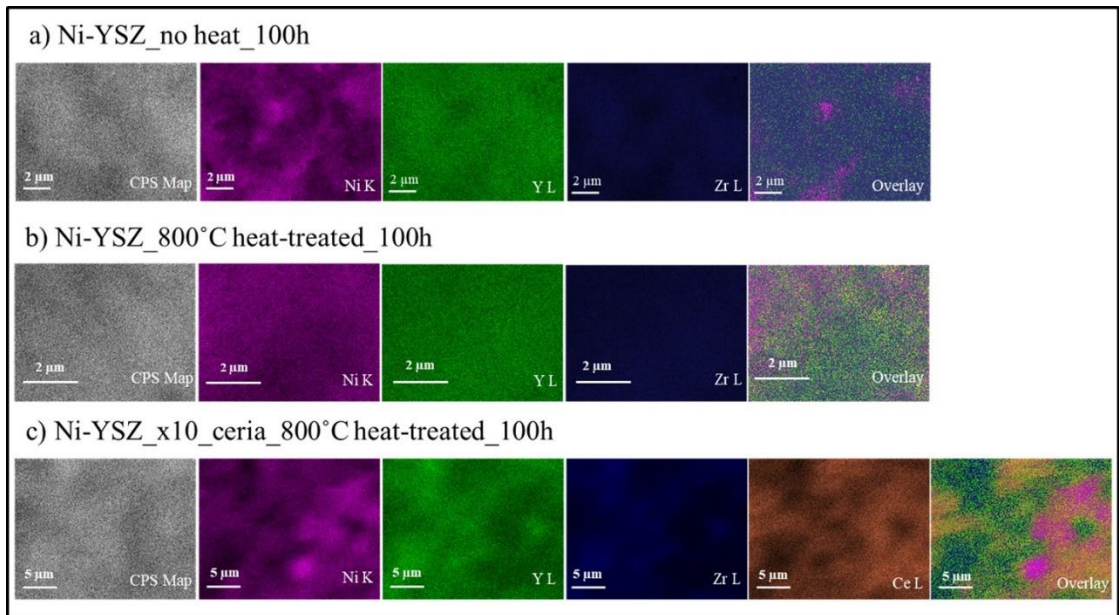 a) Ni-YSZ_no heat_100h
2 μm CPS Map
2 μm Ni K
2 μm Y L
2 μm Zr L
2 μm Overlay
b) Ni-YSZ_800˚C heat-treated_100h
2 μm CPS Map
2 μm Ni K
2 μm Y L
2 μm Zr L
2 μm Overlay
c) Ni-YSZ_x10_ceria_800˚C heat-treated_100h
5 μm CPS Map
5 μm Ni K
5 μm Y L
5 μm Zr L
5 μm Ce L
5 μm Overlay